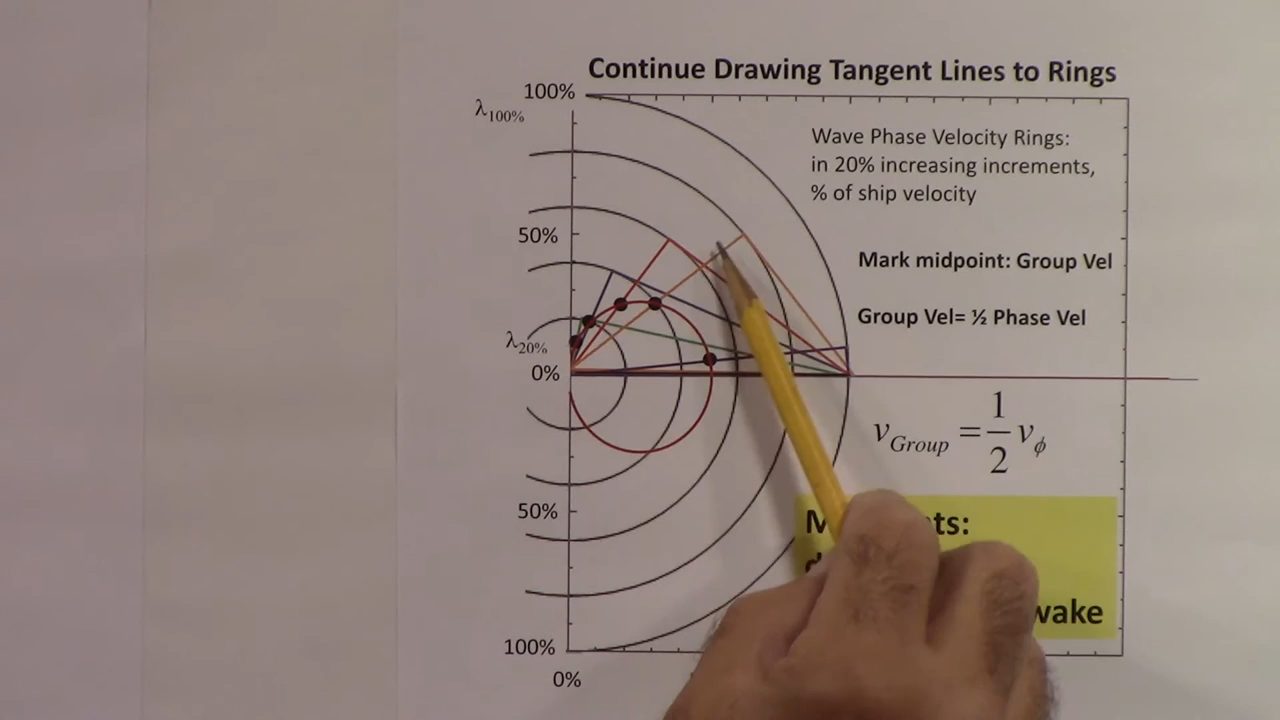 Continue Drawing Tangent Lines to Rings
100%
λ100%
Wave Phase Velocity Rings:
in 20% increasing increments,
% of ship velocity
50%
Mark midpoint: Group Vel
Group Vel= ½ Phase Vel
λ20%
0%
vGroup = 1/2 vϕ
50%
wake
100%
0%